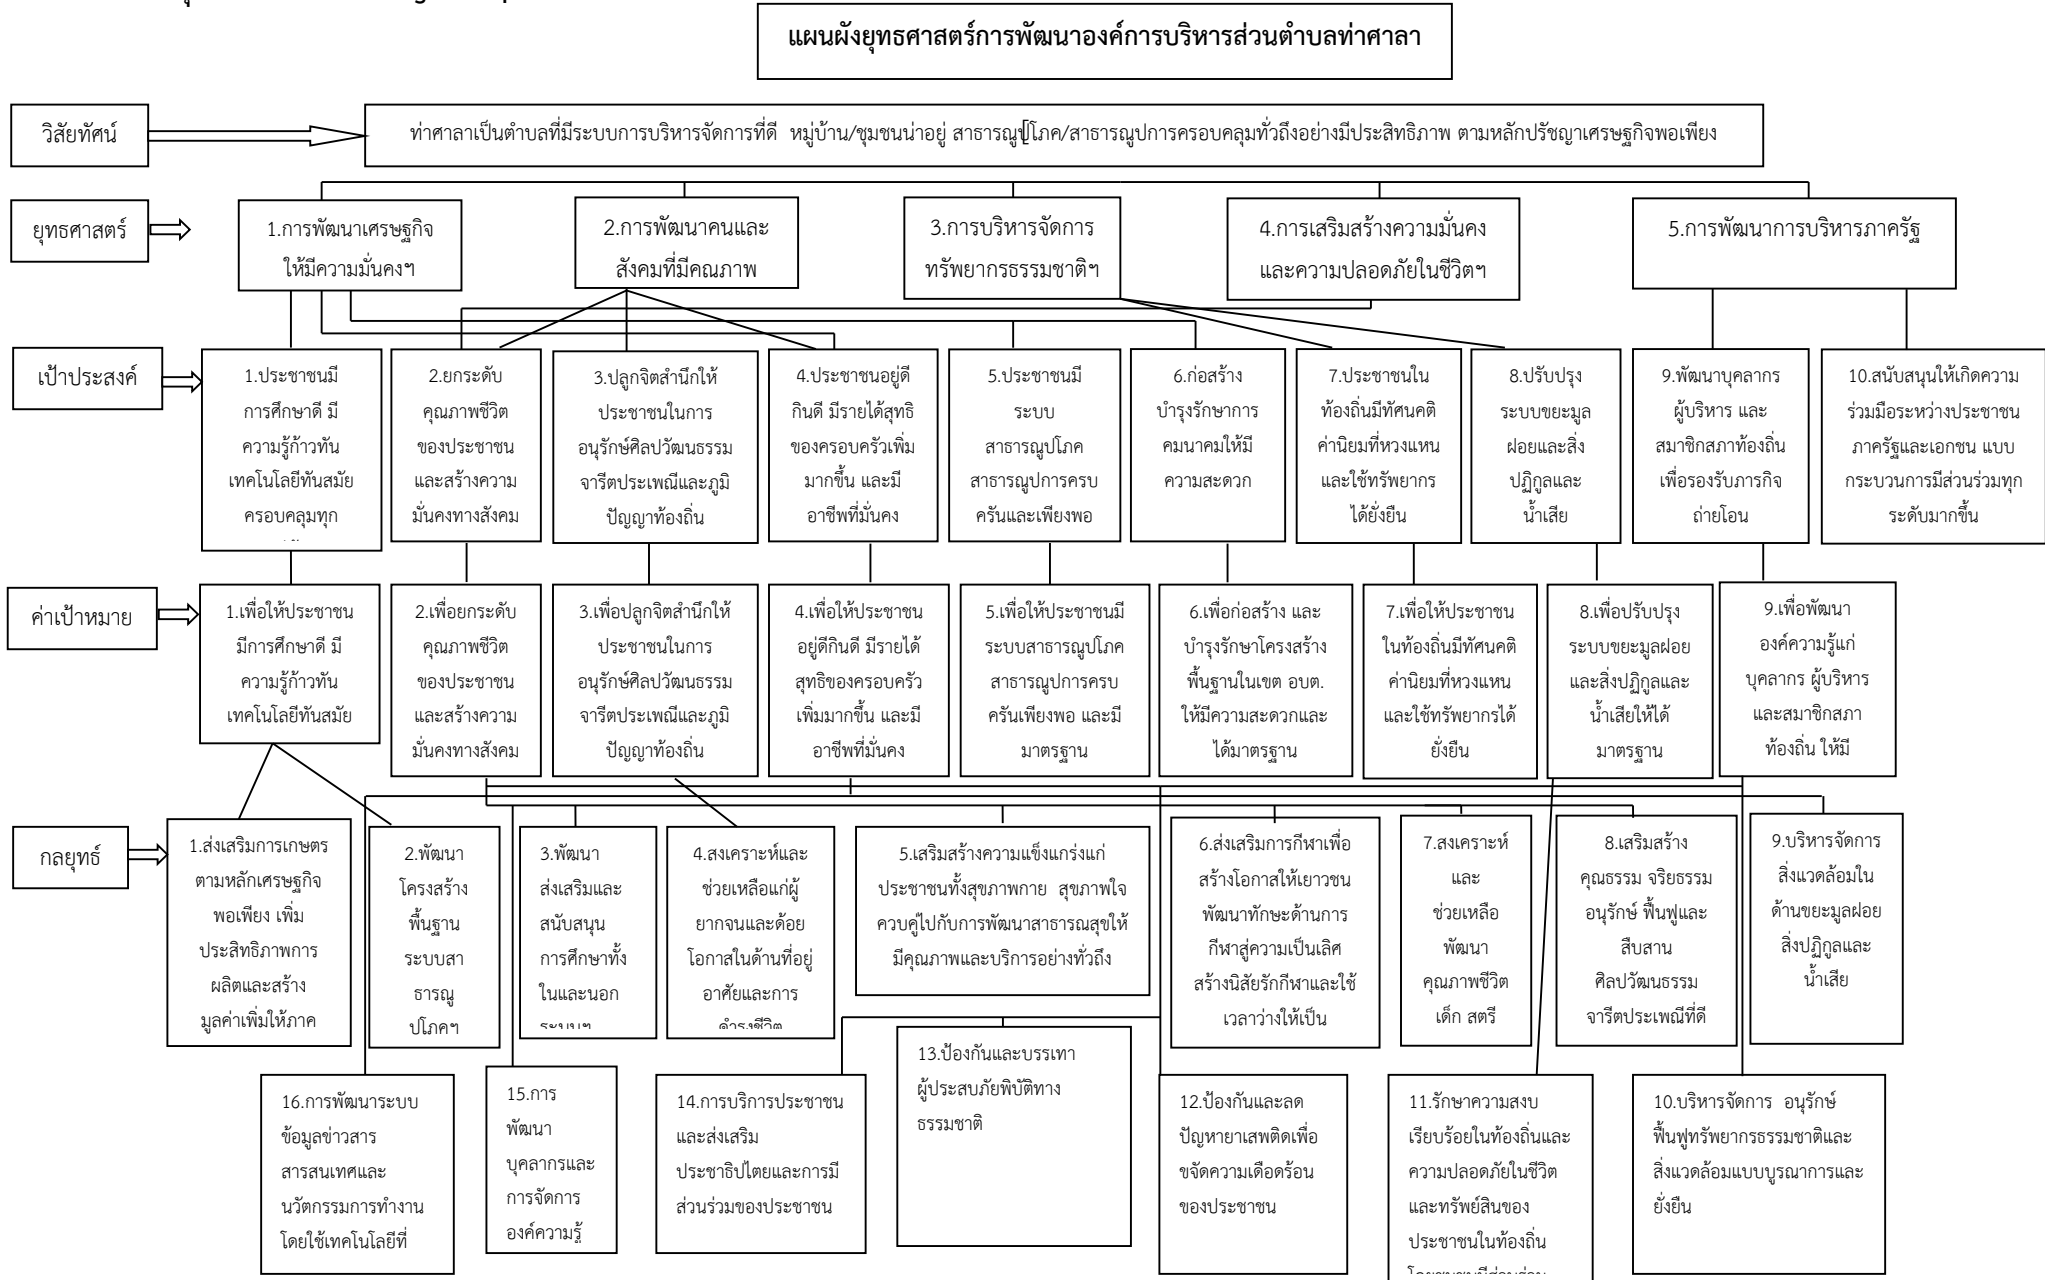 แผนผังยุทธศาสตร์การพัฒนาองค์การบริหารส่วนตำบลท่าศาลา
วิสัยทัศน์
ท่าศาลาเป็นตำบลที่มีระบบการบริหารจัดการที่ดี หมู่บ้าน/ชุมชนน่าอยู่ สาธารณูป[โภค/สาธารณูปการครอบคลุมทั่วถึงอย่างมีประสิทธิภาพ ตามหลักปรัชญาเศรษฐกิจพอเพียง
ยุทธศาสตร์
1.การพัฒนาเศรษฐกิจ
ให้มีความมั่นคงฯ
2.การพัฒนาคนและ
สังคมที่มีคุณภาพ
3.การบริหารจัดการ
ทรัพยากรธรรมชาติฯ
4.การเสริมสร้างความมั่นคง
และความปลอดภัยในชีวิตฯ
5.การพัฒนาการบริหารภาครัฐ
เป้าประสงค์
1.ประชาชนมี
การศึกษาดี มี
ความรู้ก้าวทัน
เทคโนโลยีทันสมัย
ครอบคลุมทุก
2.ยกระดับ
คุณภาพชีวิต
ของประชาชน
และสร้างความ
มั่นคงทางสังคม
3.ปลูกจิตสำนึกให้
ประชาชนในการ
อนุรักษ์ศิลปวัฒนธรรม
จารีตประเพณีและภูมิ
ปัญญาท้องถิ่น
4.ประชาชนอยู่ดี
กินดี มีรายได้สุทธิ
ของครอบครัวเพิ่ม
มากขึ้น และมี
อาชีพที่มั่นคง
5.ประชาชนมี
ระบบ
สาธารณูปโภค
สาธารณูปการครบ
ครันและเพียงพอ
6.ก่อสร้าง
บำรุงรักษาการ
คมนาคมให้มี
ความสะดวก
7.ประชาชนใน
ท้องถิ่นมีทัศนคติ
ค่านิยมที่หวงแหน
และใช้ทรัพยากร
ได้ยั่งยืน
8.ปรับปรุง
ระบบขยะมูล
ฝอยและสิ่ง
ปฏิกูลและ
น้ำเสีย
9.พัฒนาบุคลากร
ผู้บริหาร และ
สมาชิกสภาท้องถิ่น
เพื่อรองรับภารกิจ
ถ่ายโอน
10.สนับสนุนให้เกิดความ
ร่วมมือระหว่างประชาชน
ภาครัฐและเอกชน แบบ
กระบวนการมีส่วนร่วมทุก
ระดับมากขึ้น
ค่าเป้าหมาย
1.เพื่อให้ประชาชน
มีการศึกษาดี มี
ความรู้ก้าวทัน
เทคโนโลยีทันสมัย
2.เพื่อยกระดับ
คุณภาพชีวิต
ของประชาชน
และสร้างความ
มั่นคงทางสังคม
3.เพื่อปลูกจิตสำนึกให้
ประชาชนในการ
อนุรักษ์ศิลปวัฒนธรรม
จารีตประเพณีและภูมิ
ปัญญาท้องถิ่น
4.เพื่อให้ประชาชน
อยู่ดีกินดี มีรายได้
สุทธิของครอบครัว
เพิ่มมากขึ้น และมี
อาชีพที่มั่นคง
5.เพื่อให้ประชาชนมี
ระบบสาธารณูปโภค
สาธารณูปการครบ
ครันเพียงพอ และมี
มาตรฐาน
6.เพื่อก่อสร้าง และ
บำรุงรักษาโครงสร้าง
พื้นฐานในเขต อบต.
ให้มีความสะดวกและ
ได้มาตรฐาน
7.เพื่อให้ประชาชน
ในท้องถิ่นมีทัศนคติ
ค่านิยมที่หวงแหน
และใช้ทรัพยากรได้
ยั่งยืน
8.เพื่อปรับปรุง
ระบบขยะมูลฝอย
และสิ่งปฏิกูลและ
น้ำเสียให้ได้
มาตรฐาน
9.เพื่อพัฒนา
องค์ความรู้แก่
บุคลากร ผู้บริหาร
และสมาชิกสภา
ท้องถิ่น ให้มี
กลยุทธ์
1.ส่งเสริมการเกษตร
ตามหลักเศรษฐกิจ
พอเพียง เพิ่ม
ประสิทธิภาพการ
ผลิตและสร้าง
มูลค่าเพิ่มให้ภาค
2.พัฒนา
โครงสร้าง
พื้นฐาน
ระบบสา
ธารณู
ปโภคฯ
3.พัฒนา
ส่งเสริมและ
สนับสนุน
การศึกษาทั้ง
ในและนอก
ระบบฯ
4.สงเคราะห์และ
ช่วยเหลือแก่ผู้
ยากจนและด้อย
โอกาสในด้านที่อยู่
อาศัยและการ
ดำรงชีวิต
5.เสริมสร้างความแข็งแกร่งแก่
ประชาชนทั้งสุขภาพกาย สุขภาพใจ
ควบคู่ไปกับการพัฒนาสาธารณสุขให้
มีคุณภาพและบริการอย่างทั่วถึง
6.ส่งเสริมการกีฬาเพื่อ
สร้างโอกาสให้เยาวชน
พัฒนาทักษะด้านการ
กีฬาสู่ความเป็นเลิศ
สร้างนิสัยรักกีฬาและใช้
เวลาว่างให้เป็น
7.สงเคราะห์
และ
ช่วยเหลือ
พัฒนา
คุณภาพชีวิต
เด็ก สตรี
8.เสริมสร้าง
คุณธรรม จริยธรรม
อนุรักษ์ ฟื้นฟูและ
สืบสาน
ศิลปวัฒนธรรม
จารีตประเพณีที่ดี
9.บริหารจัดการ
สิ่งแวดล้อมใน
ด้านขยะมูลฝอย
สิ่งปฏิกูลและ
น้ำเสีย
16.การพัฒนาระบบ
ข้อมูลข่าวสาร
สารสนเทศและ
นวัตกรรมการทำงาน
โดยใช้เทคโนโลยีที่
15.การ
พัฒนา
บุคลากรและ
การจัดการ
องค์ความรู้
14.การบริการประชาชน
และส่งเสริม
ประชาธิปไตยและการมี
ส่วนร่วมของประชาชน
13.ป้องกันและบรรเทา
ผู้ประสบภัยพิบัติทาง
ธรรมชาติ
12.ป้องกันและลด
ปัญหายาเสพติดเพื่อ
ขจัดความเดือดร้อน
ของประชาชน
11.รักษาความสงบ
เรียบร้อยในท้องถิ่นและ
ความปลอดภัยในชีวิต
และทรัพย์สินของ
ประชาชนในท้องถิ่น
10.บริหารจัดการ อนุรักษ์
ฟื้นฟูทรัพยากรธรรมชาติและ
สิ่งแวดล้อมแบบบูรณาการและ
ยั่งยืน